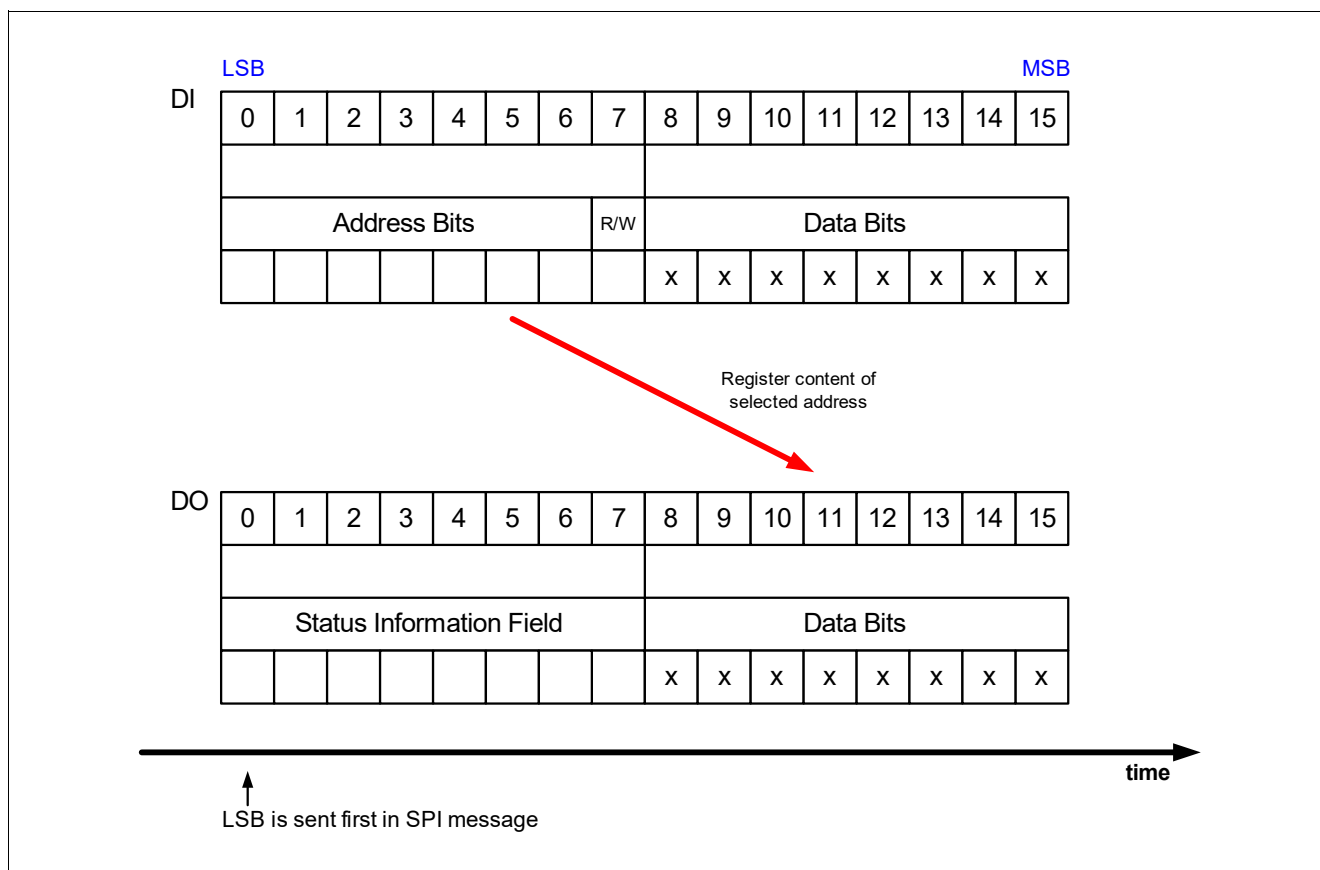 LSB MSB
DI 0 1 2 3 4 5 6 7 8 9 10 11 12 13 14 15
Address Bits R/W Data Bits
x x x x x x x x
Register content of
selected address
DO 0 1 2 3 4 5 6 7 8 9 10 11 12 13 14 15
Status Information Field Data Bits
x x x x x x x x
time
LSB is sent first in SPI message